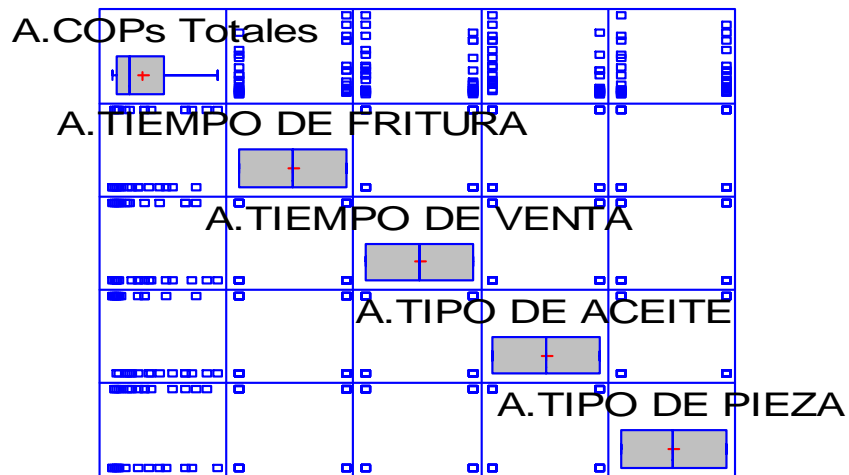 A.COPs Totales
A.TIEMPO DE FRITURA
A.TIEMPO DE VENTA
A.TIPO DE ACEITE
A.TIPO DE PIEZA